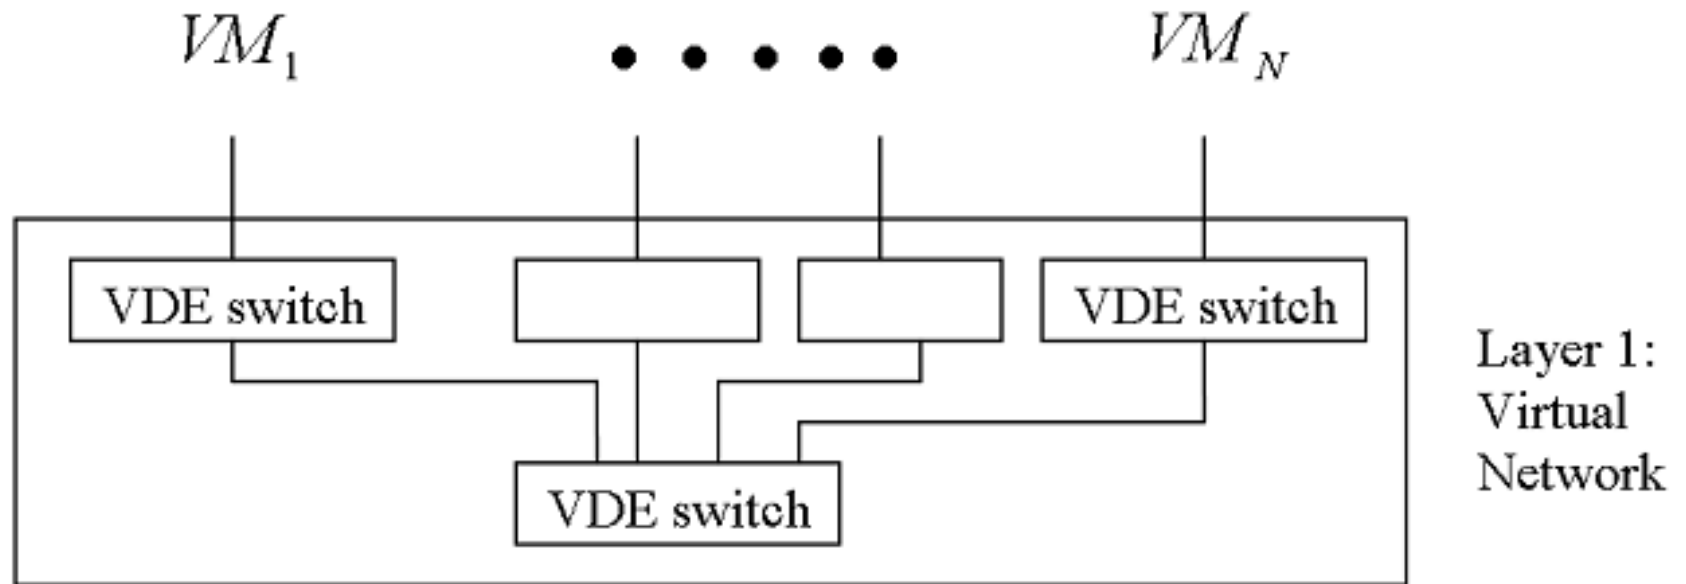 VM1 • • • • • VMN
VDE switch VDE switch
Layer 1:
Virtual
Network
VDE switch